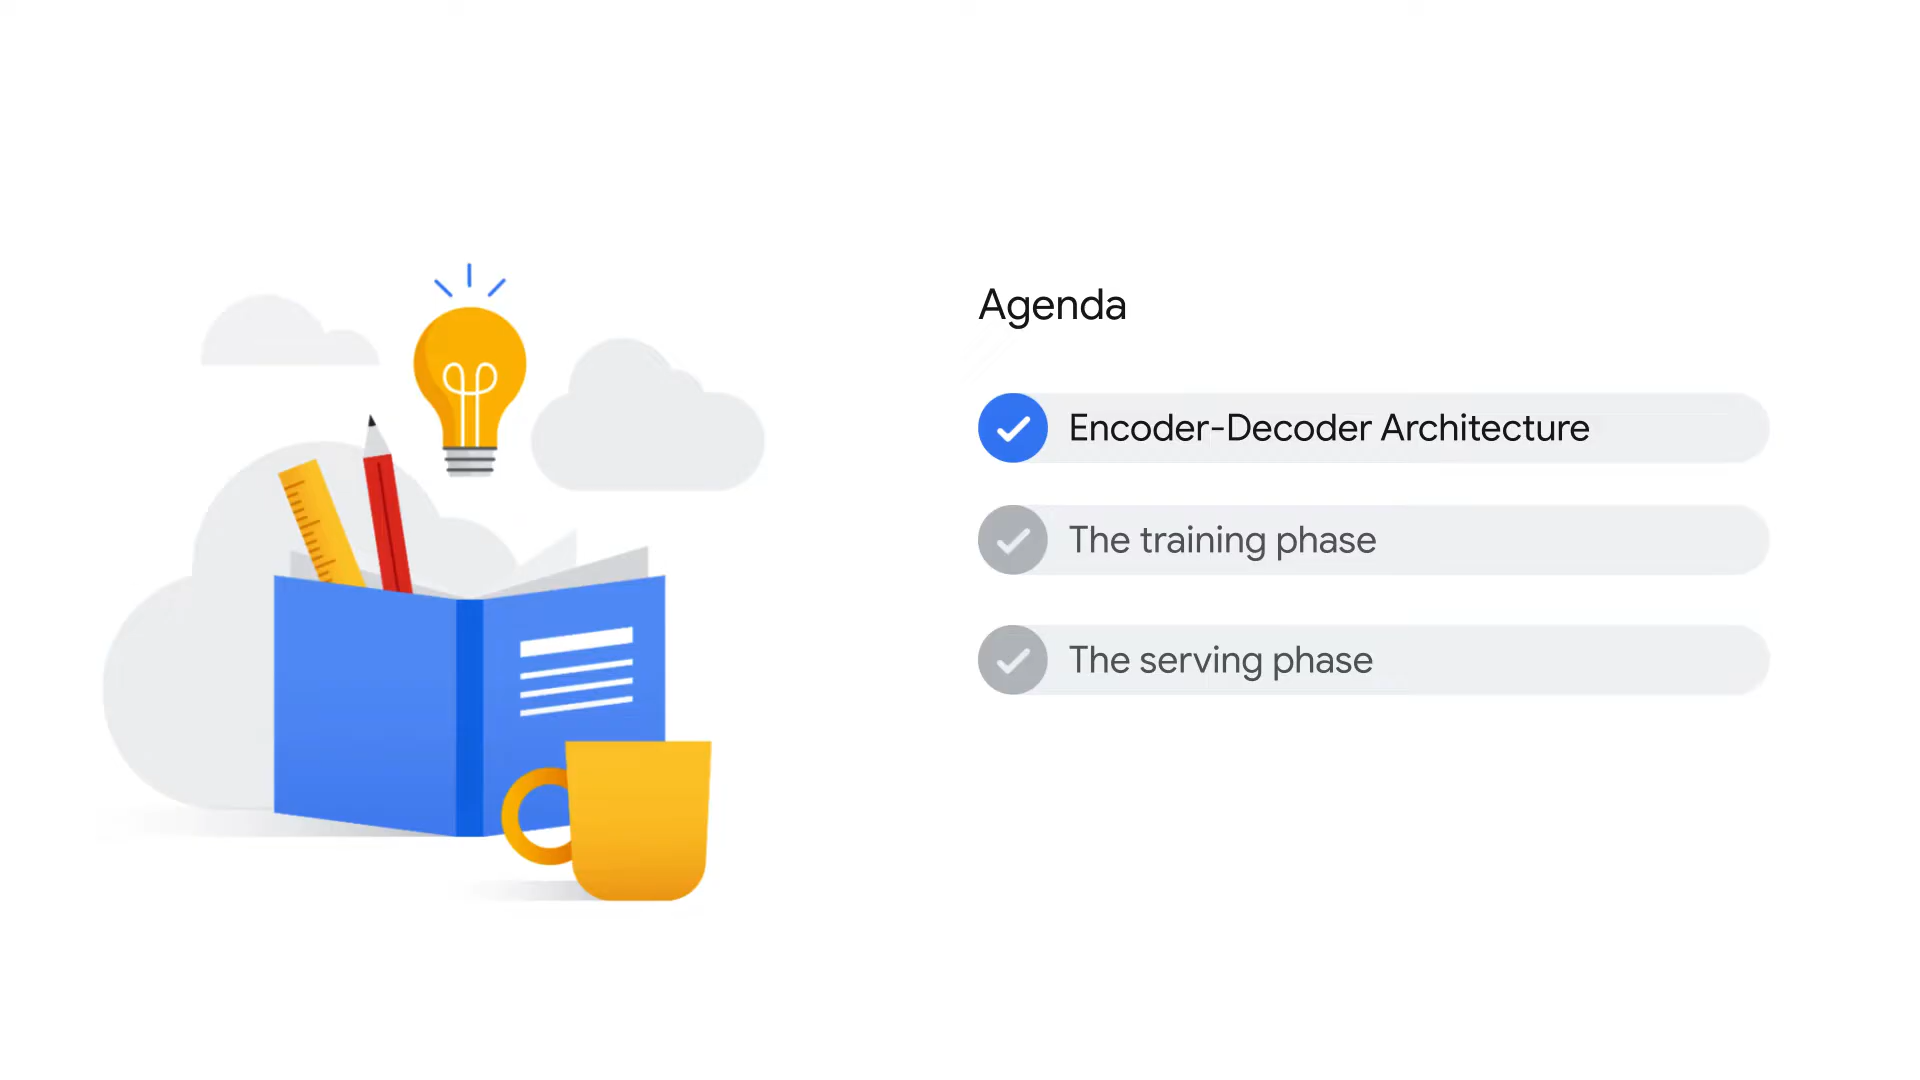 Agenda
Encoder-Decoder Architecture
The training phase
The serving phase